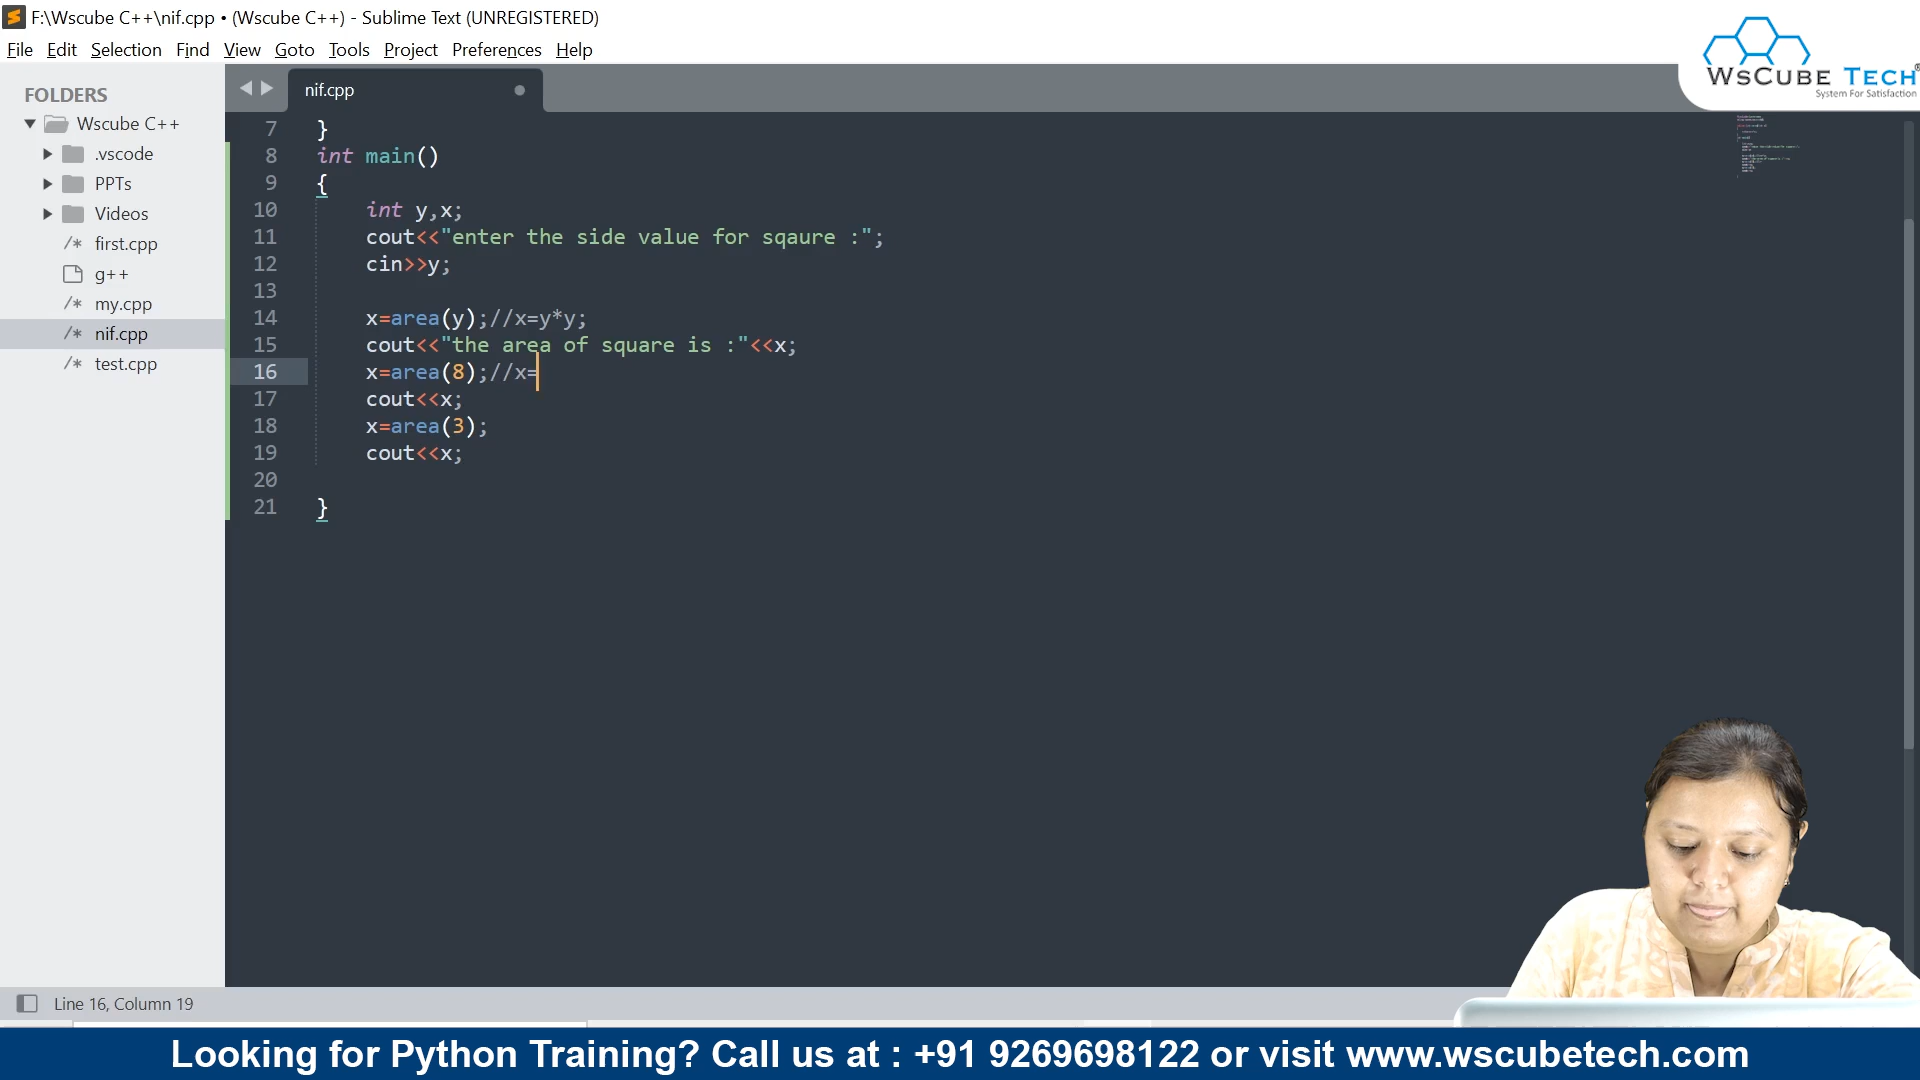 F:\Wscube C++\nif.cpp • (Wscube C++) - Sublime Text (UNREGISTERED)
File Edit Selection Find View Goto Tools Project Preferences Help
WsCube Tech®
System For Satisfaction
FOLDERS
Wscube C++
.vscode
PPTs
Videos
/* first.cpp
g++
/* my.cpp
/* nif.cpp
/* test.cpp
nif.cpp
7 }
8 int main()
9 {
10 int y,x;
11 cout<<"enter the side value for sqaure :";
12 cin>>y;
13
14 x=area(y);//x=y*y;
15 cout<<"the area of square is :"<<x;
16 x=area(8);//x=
17 cout<<x;
18 x=area(3);
19 cout<<x;
20
21 }
Line 16, Column 19
Looking for Python Training? Call us at : +91 9269698122 or visit www.wscubetech.com